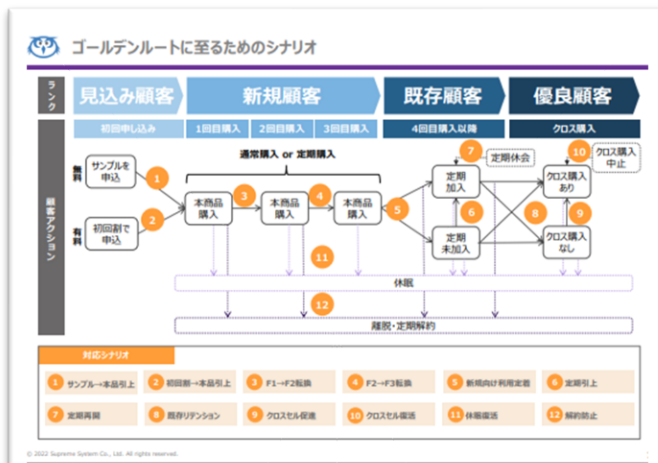 ゴールデンルートに至るためのシナリオ
ランク
見込み顧客
新規顧客
既存顧客
優良顧客
初回申し込み
1回目購入
2回目購入
3回目購入
4回目購入以降
クロス購入
顧客アクション
通常購入 or 定期購入
無料
サンプルを
申込
有料
初回割で
申込
1
2
本商品
購入
3
本商品
購入
4
本商品
購入
5
7
定期休会
定期
加入
6
定期
未加入
8
10
クロス購入
中止
クロス購入
あり
9
クロス購入
なし
11
休眠
12
離脱・定期解約
対応シナリオ
1 サンプル→本品引上
2 初回割→本品引上
3 F1→F2転換
4 F2→F3転換
5 新規向け利用定着
6 定期引上
7 定期再開
8 既存リテンション
9 クロスセル促進
10 クロスセル復活
11 休眠復活
12 解約防止
© 2022 Supreme System Co., Ltd. All rights reserved.